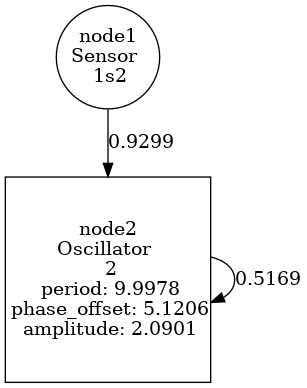 node1
Sensor
1s2
0.9299
node2
Oscillator
2
period: 9.9978
phase_offset: 5.1206
amplitude: 2.0901
0.5169